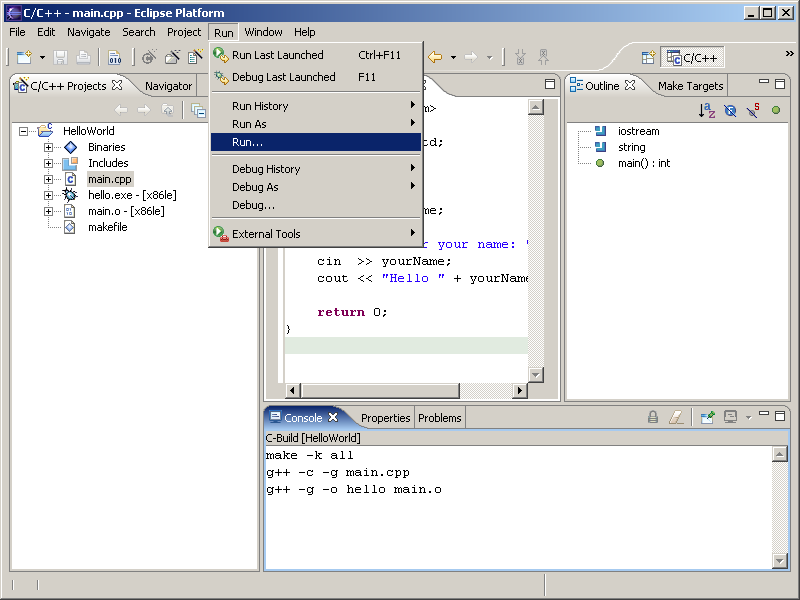 C/C++ - main.cpp - Eclipse Platform
File Edit Navigate Search Project Run Window Help
010
C/C++
»
Run Last Launched Ctrl+F11
Debug Last Launched F11
Run History
Run As
Run...
Debug History
Debug As
Debug...
External Tools
C/C++ Projects Navigator
HelloWorld
Binaries
Includes
main.cpp
hello.exe - [x86le]
main.o - [x86le]
makefile
m>
td;
me;
r your name: "
cin >> yourName;
cout << "Hello " + yourName
return 0;
}
Outline Make Targets
iostream
string
main() : int
Console Properties Problems
C-Build [HelloWorld]
make -k all
g++ -c -g main.cpp
g++ -g -o hello main.o